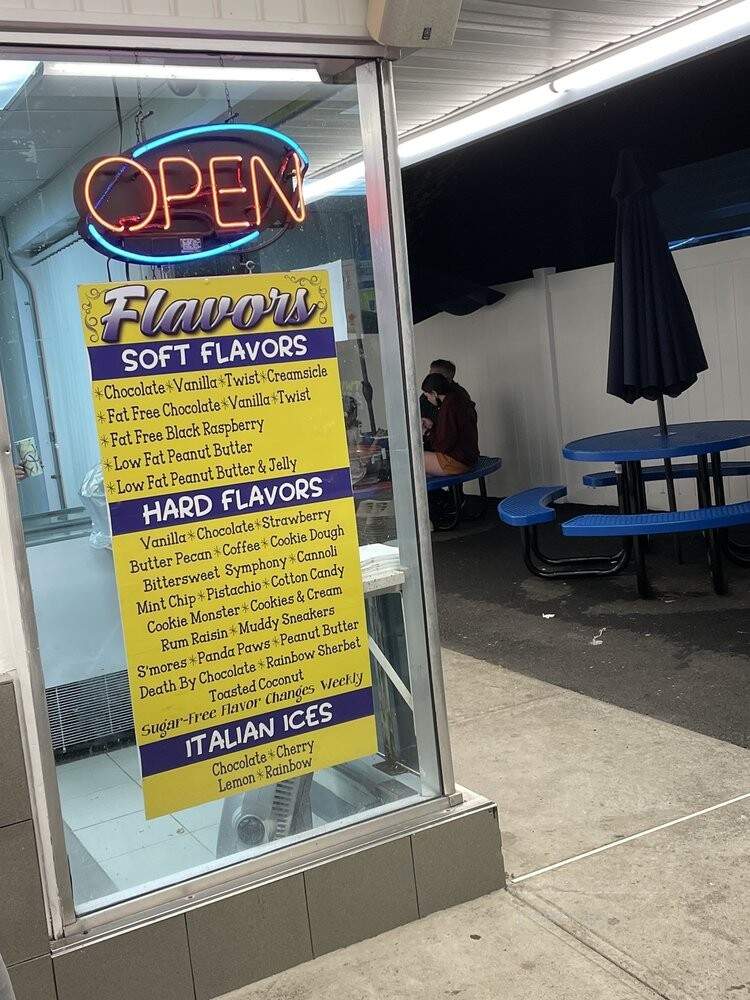 OPEN
Flavors
SOFT FLAVORS
*Chocolate*Vanilla*Twist*Creamsicle
*Fat Free Chocolate*Vanilla*Twist
*Fat Free Black Raspberry
*Low Fat Peanut Butter
*Low Fat Peanut Butter & Jelly
HARD FLAVORS
Vanilla*Chocolate*Strawberry
Butter Pecan*Coffee*Cookie Dough
Bittersweet Symphony*Cannoli
Mint Chip*Pistachio*Cotton Candy
Cookie Monster*Cookies & Cream
Rum Raisin*Muddy Sneakers
S'mores*Panda Paws*Peanut Butter
Death By Chocolate*Rainbow Sherbet
Toasted Coconut
Sugar-Free Flavor Changes Weekly
ITALIAN ICES
Chocolate*Cherry
Lemon*Rainbow